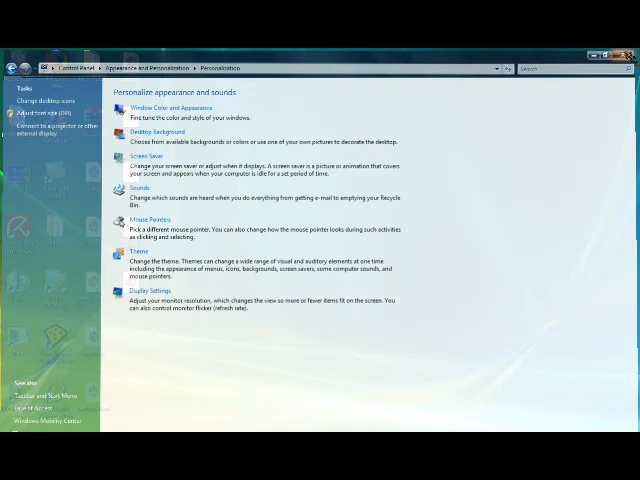 Control Panel ▸ Appearance and Personalization ▸ Personalization
Search
Tasks
Change desktop icons
Adjust font size (DPI)
Connect to a projector or other
external display
Personalize appearance and sounds
Window Color and Appearance
Fine tune the color and style of your windows.
Desktop Background
Choose from available backgrounds or colors or use one of your own pictures to decorate the desktop.
Screen Saver
Change your screen saver or adjust when it displays. A screen saver is a picture or animation that covers
your screen and appears when your computer is idle for a set period of time.
Sounds
Change which sounds are heard when you do everything from getting e-mail to emptying your Recycle
Bin.
Mouse Pointers
Pick a different mouse pointer. You can also change how the mouse pointer looks during such activities
as clicking and selecting.
Theme
Change the theme. Themes can change a wide range of visual and auditory elements at one time
including the appearance of menus, icons, backgrounds, screen savers, some computer sounds, and
mouse pointers.
Display Settings
Adjust your monitor resolution, which changes the view so more or fewer items fit on the screen. You
can also control monitor flicker (refresh rate).
See also
Taskbar and Start Menu
Ease of Access
Windows Mobility Center